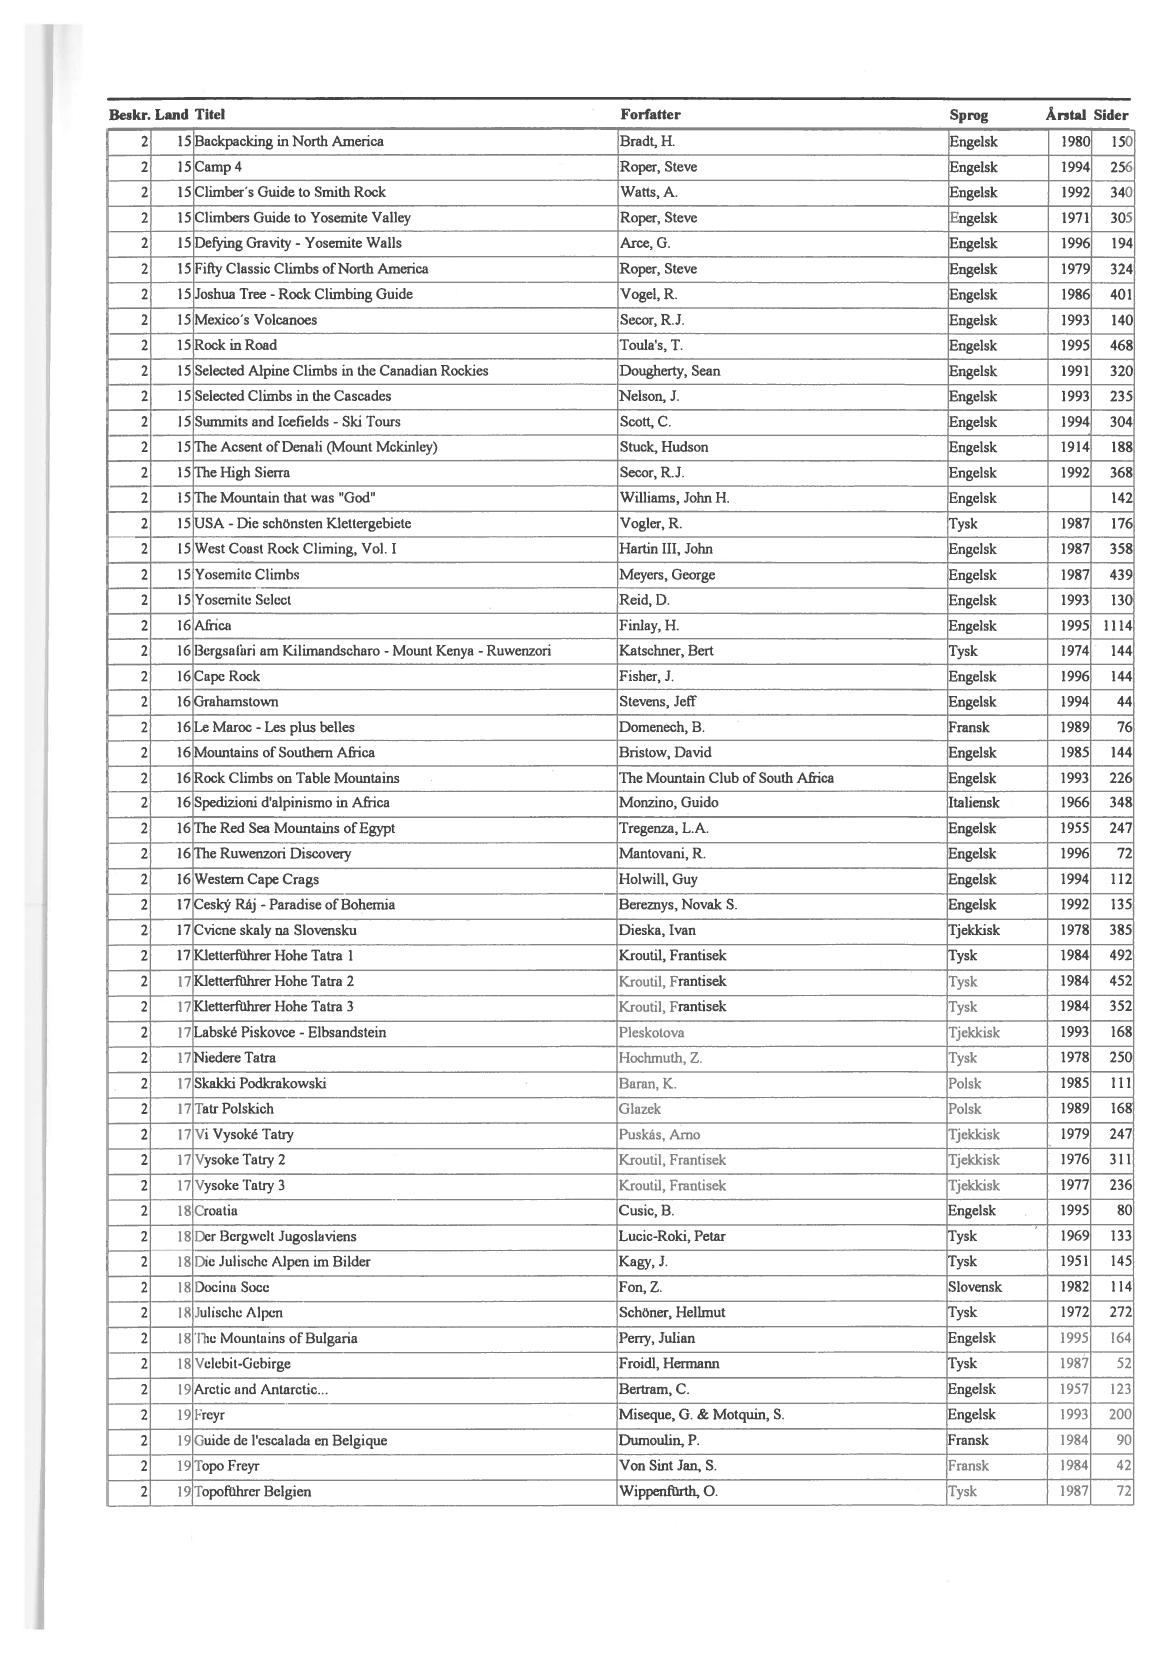 Beskr. Land Titel Forfatter Sprog Årstal Sider
2 15 Backpacking in North America Bradt, H. Engelsk 1980 150
2 15 Camp 4 Roper, Steve Engelsk 1994 256
2 15 Climber´s Guide to Smith Rock Watts, A. Engelsk 1992 340
2 15 Climbers Guide to Yosemite Valley Roper, Steve Engelsk 1971 305
2 15 Defying Gravity - Yosemite Walls Arce, G. Engelsk 1996 194
2 15 Fifty Classic Climbs of North America Roper, Steve Engelsk 1979 324
2 15 Joshua Tree - Rock Climbing Guide Vogel, R. Engelsk 1986 401
2 15 Mexico´s Volcanoes Secor, R.J. Engelsk 1993 140
2 15 Rock in Road Toula's, T. Engelsk 1995 468
2 15 Selected Alpine Climbs in the Canadian Rockies Dougherty, Sean Engelsk 1991 320
2 15 Selected Climbs in the Cascades Nelson, J. Engelsk 1993 235
2 15 Summits and Icefields - Ski Tours Scott, C. Engelsk 1994 304
2 15 The Acsent of Denali (Mount Mckinley) Stuck, Hudson Engelsk 1914 188
2 15 The High Sierra Secor, R.J. Engelsk 1992 368
2 15 The Mountain that was "God" Williams, John H. Engelsk 142
2 15 USA - Die schönsten Klettergebiete Vogler, R. Tysk 1987 176
2 15 West Coast Rock Climing, Vol. I Hartin III, John Engelsk 1987 358
2 15 Yosemite Climbs Meyers, George Engelsk 1987 439
2 15 Yosemite Select Reid, D. Engelsk 1993 130
2 16 Africa Finlay, H. Engelsk 1995 1114
2 16 Bergsafari am Kilimandscharo - Mount Kenya - Ruwenzori Katschner, Bert Tysk 1974 144
2 16 Cape Rock Fisher, J. Engelsk 1996 144
2 16 Grahamstown Stevens, Jeff Engelsk 1994 44
2 16 Le Maroc - Les plus belles Domenech, B. Fransk 1989 76
2 16 Mountains of Southern Africa Bristow, David Engelsk 1985 144
2 16 Rock Climbs on Table Mountains The Mountain Club of South Africa Engelsk 1993 226
2 16 Spedizioni d'alpinismo in Africa Monzino, Guido Italiensk 1966 348
2 16 The Red Sea Mountains of Egypt Tregenza, L.A. Engelsk 1955 247
2 16 The Ruwenzori Discovery Mantovani, R. Engelsk 1996 72
2 16 Western Cape Crags Holwill, Guy Engelsk 1994 112
2 17 Ceský Ráj - Paradise of Bohemia Bereznys, Novak S. Engelsk 1992 135
2 17 Cvicne skaly na Slovensku Dieska, Ivan Tjekkisk 1978 385
2 17 Kletterführer Hohe Tatra 1 Kroutil, Frantisek Tysk 1984 492
2 17 Kletterführer Hohe Tatra 2 Kroutil, Frantisek Tysk 1984 452
2 17 Kletterführer Hohe Tatra 3 Kroutil, Frantisek Tysk 1984 352
2 17 Labské Piskovce - Elbsandstein Pleskotova Tjekkisk 1993 168
2 17 Niedere Tatra Hochmuth, Z. Tysk 1978 250
2 17 Skakki Podkrakowski Baran, K. Polsk 1985 111
2 17 Tatr Polskich Glazek Polsk 1989 168
2 17 Vi Vysoké Tatry Puskás, Arno Tjekkisk 1979 247
2 17 Vysoke Tatry 2 Kroutil, Frantisek Tjekkisk 1976 311
2 17 Vysoke Tatry 3 Kroutil, Frantisek Tjekkisk 1977 236
2 18 Croatia Cusic, B. Engelsk 1995 80
2 18 Der Bergwelt Jugoslaviens Lucic-Roki, Petar Tysk 1969 133
2 18 Die Julische Alpen im Bilder Kagy, J. Tysk 1951 145
2 18 Docina Soce Fon, Z. Slovensk 1982 114
2 18 Julische Alpen Schöner, Hellmut Tysk 1972 272
2 18 The Mountains of Bulgaria Perry, Julian Engelsk 1995 164
2 18 Velebit-Gebirge Froidl, Hermann Tysk 1987 52
2 19 Arctic and Antarctic... Bertram, C. Engelsk 1957 123
2 19 Freyr Miseque, G. & Motquin, S. Engelsk 1993 200
2 19 Guide de l'escalada en Belgique Dumoulin, P. Fransk 1984 90
2 19 Topo Freyr Von Sint Jan, S. Fransk 1984 42
2 19 Topoführer Belgien Wippenfürth, O. Tysk 1987 72